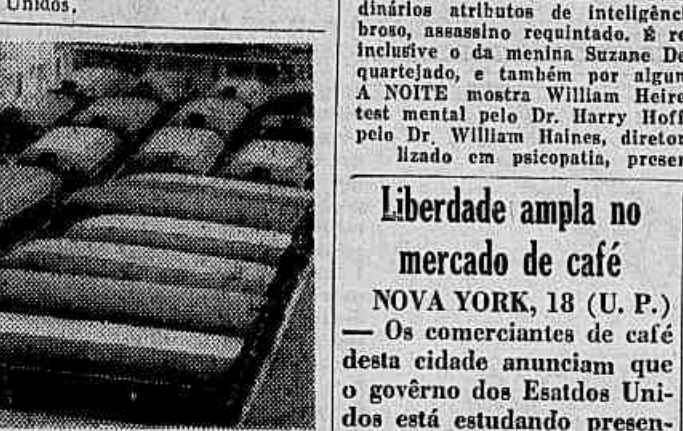 Unidos.
dinários atributos de inteligênci
broso, assassino requintado. É re
inclusive o da menina Suzane De
quartejado, e também por algun
A NOITE mostra William Heire
test mental pelo Dr. Harry Hoff
pelo Dr. William Haines, diretor
lizado em psicopatia, presen
Liberdade ampla no
mercado de café
NOVA YORK, 18 (U. P.)
— Os comerciantes de café
desta cidade anunciam que
o govêrno dos Esatdos Uni-
dos está estudando presen-